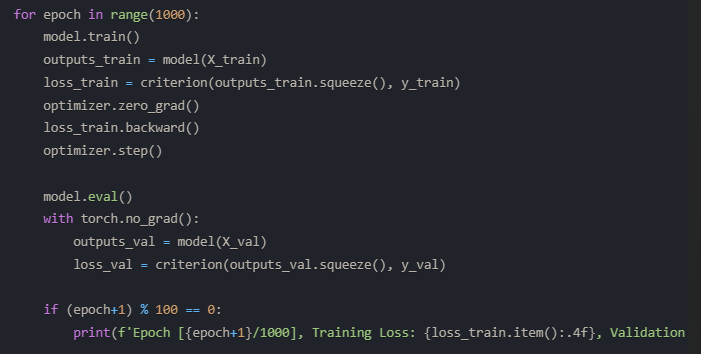 for epoch in range(1000):
    model.train()
    outputs_train = model(X_train)
    loss_train = criterion(outputs_train.squeeze(), y_train)
    optimizer.zero_grad()
    loss_train.backward()
    optimizer.step()

    model.eval()
    with torch.no_grad():
        outputs_val = model(X_val)
        loss_val = criterion(outputs_val.squeeze(), y_val)

    if (epoch+1) % 100 == 0:
        print(f'Epoch [{epoch+1}/1000], Training Loss: {loss_train.item():.4f}, Validation